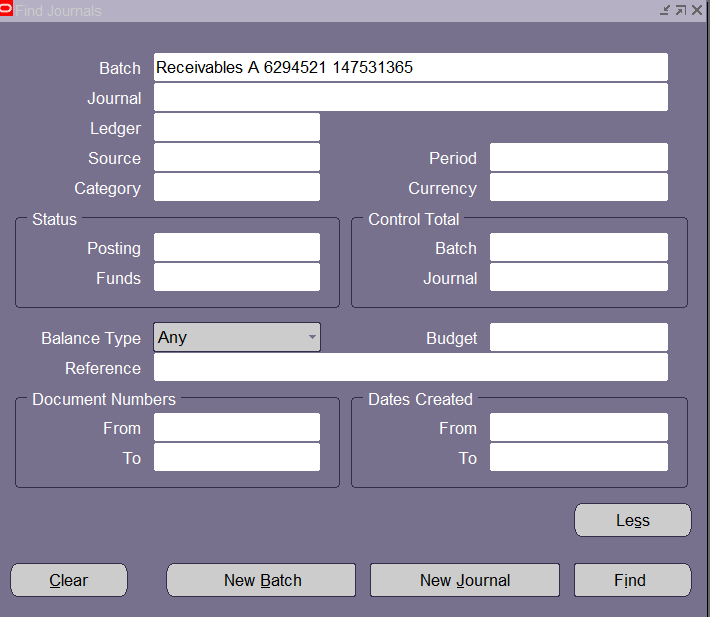 Find Journals
Batch Receivables A 6294521 147531365
Journal
Ledger
Source Period
Category Currency
Status Control Total
Posting Batch
Funds Journal
Balance Type Any Budget
Reference
Document Numbers Dates Created
From From
To To
Less
Clear New Batch New Journal Find